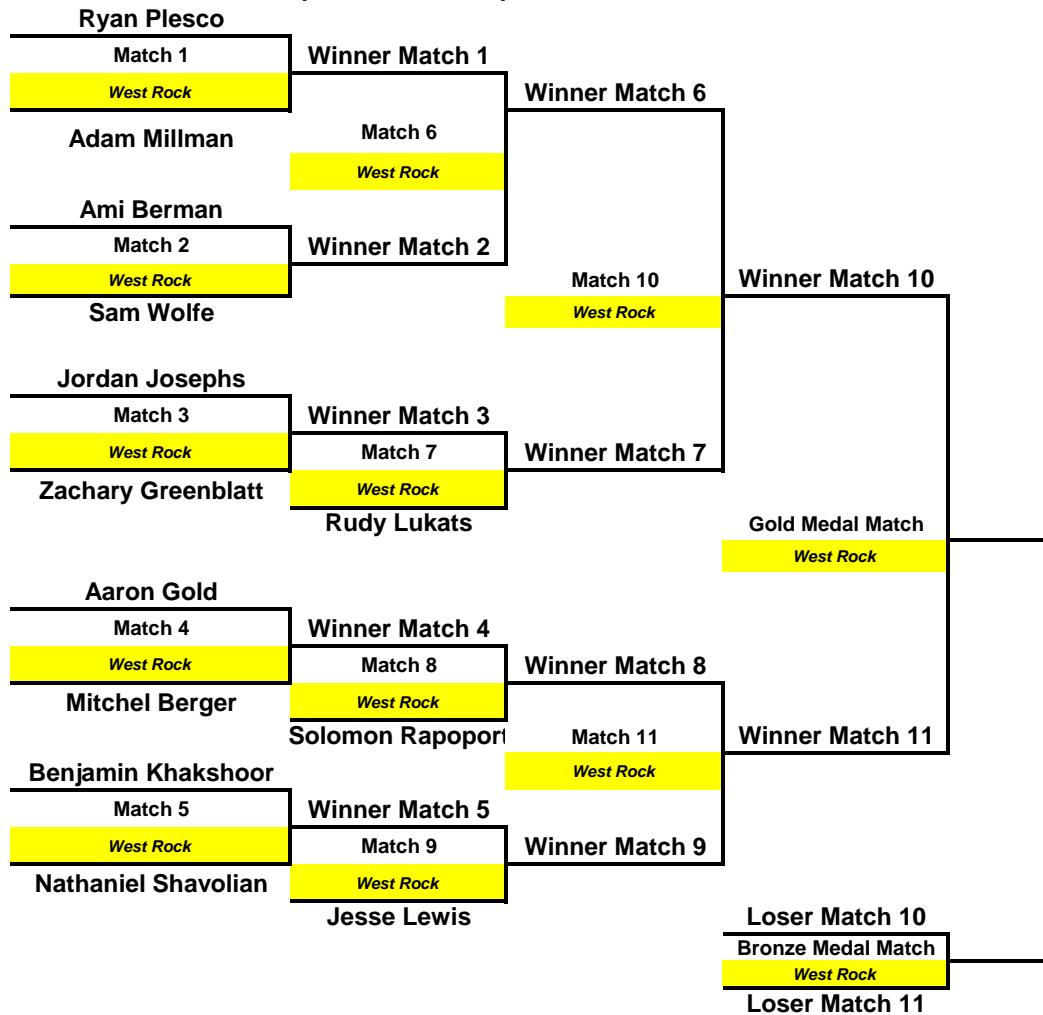 Ryan Plesco
Match 1
Winner Match 1
West Rock
Winner Match 6
Adam Millman
Match 6
West Rock
Ami Berman
Match 2
Winner Match 2
West Rock
Match 10
Winner Match 10
Sam Wolfe
West Rock
Jordan Josephs
Match 3
Winner Match 3
West Rock
Match 7
Winner Match 7
Zachary Greenblatt
West Rock
Rudy Lukats
Gold Medal Match
West Rock
Aaron Gold
Match 4
Winner Match 4
West Rock
Match 8
Winner Match 8
Mitchel Berger
West Rock
Solomon Rapoport
Match 11
Winner Match 11
Benjamin Khakshoor
West Rock
Match 5
Winner Match 5
West Rock
Match 9
Winner Match 9
Nathaniel Shavolian
West Rock
Jesse Lewis
Loser Match 10
Bronze Medal Match
West Rock
Loser Match 11